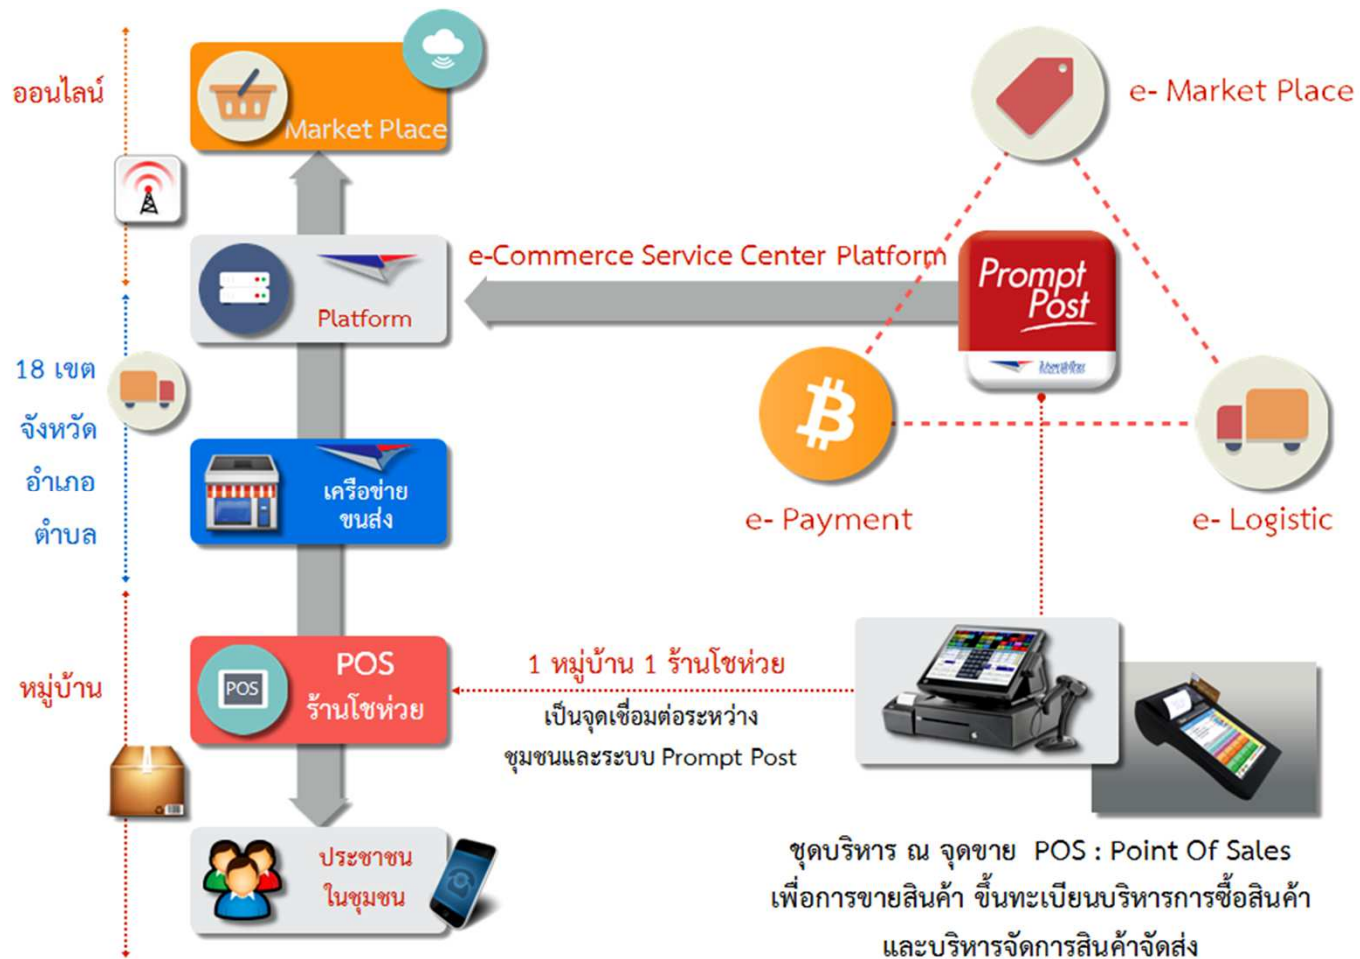 ออนไลน์
Market Place
e- Market Place
e-Commerce Service Center Platform
Prompt
Post
Platform
18 เขต
จังหวัด
อำเภอ
ตำบล
เครือข่าย
ขนส่ง
e- Payment
e- Logistic
หมู่บ้าน
POS
POS
ร้านโชห่วย
1 หมู่บ้าน 1 ร้านโชห่วย
เป็นจุดเชื่อมต่อระหว่าง
ชุมชนและระบบ Prompt Post
ประชาชน
ในชุมชน
ชุดบริหาร ณ จุดขาย POS : Point Of Sales
เพื่อการขายสินค้า ขึ้นทะเบียนบริหารการซื้อสินค้า
และบริหารจัดการสินค้าจัดส่ง